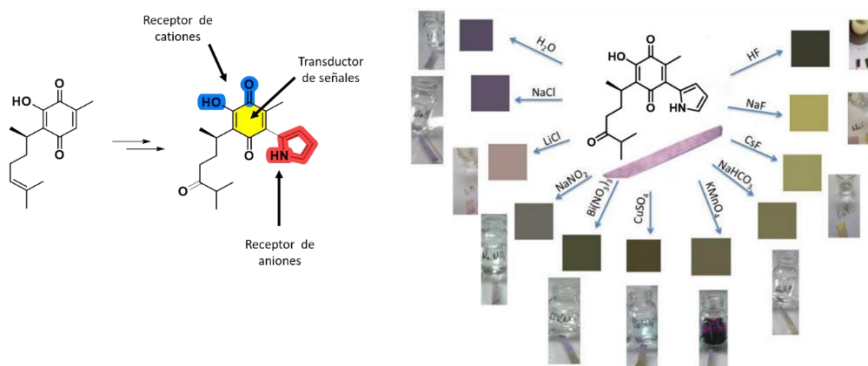 Receptor de
cationes
Transductor
de señales
HO
O
O
HO
O
O
O
HN
Receptor de
aniones
H₂O
NaCl
LiCl
NaNO₂
Bi(NO₃)₃
CuSO₄
KMnO₄
NaHCO₃
CsF
NaF
HF
HO
O
O
O
HN